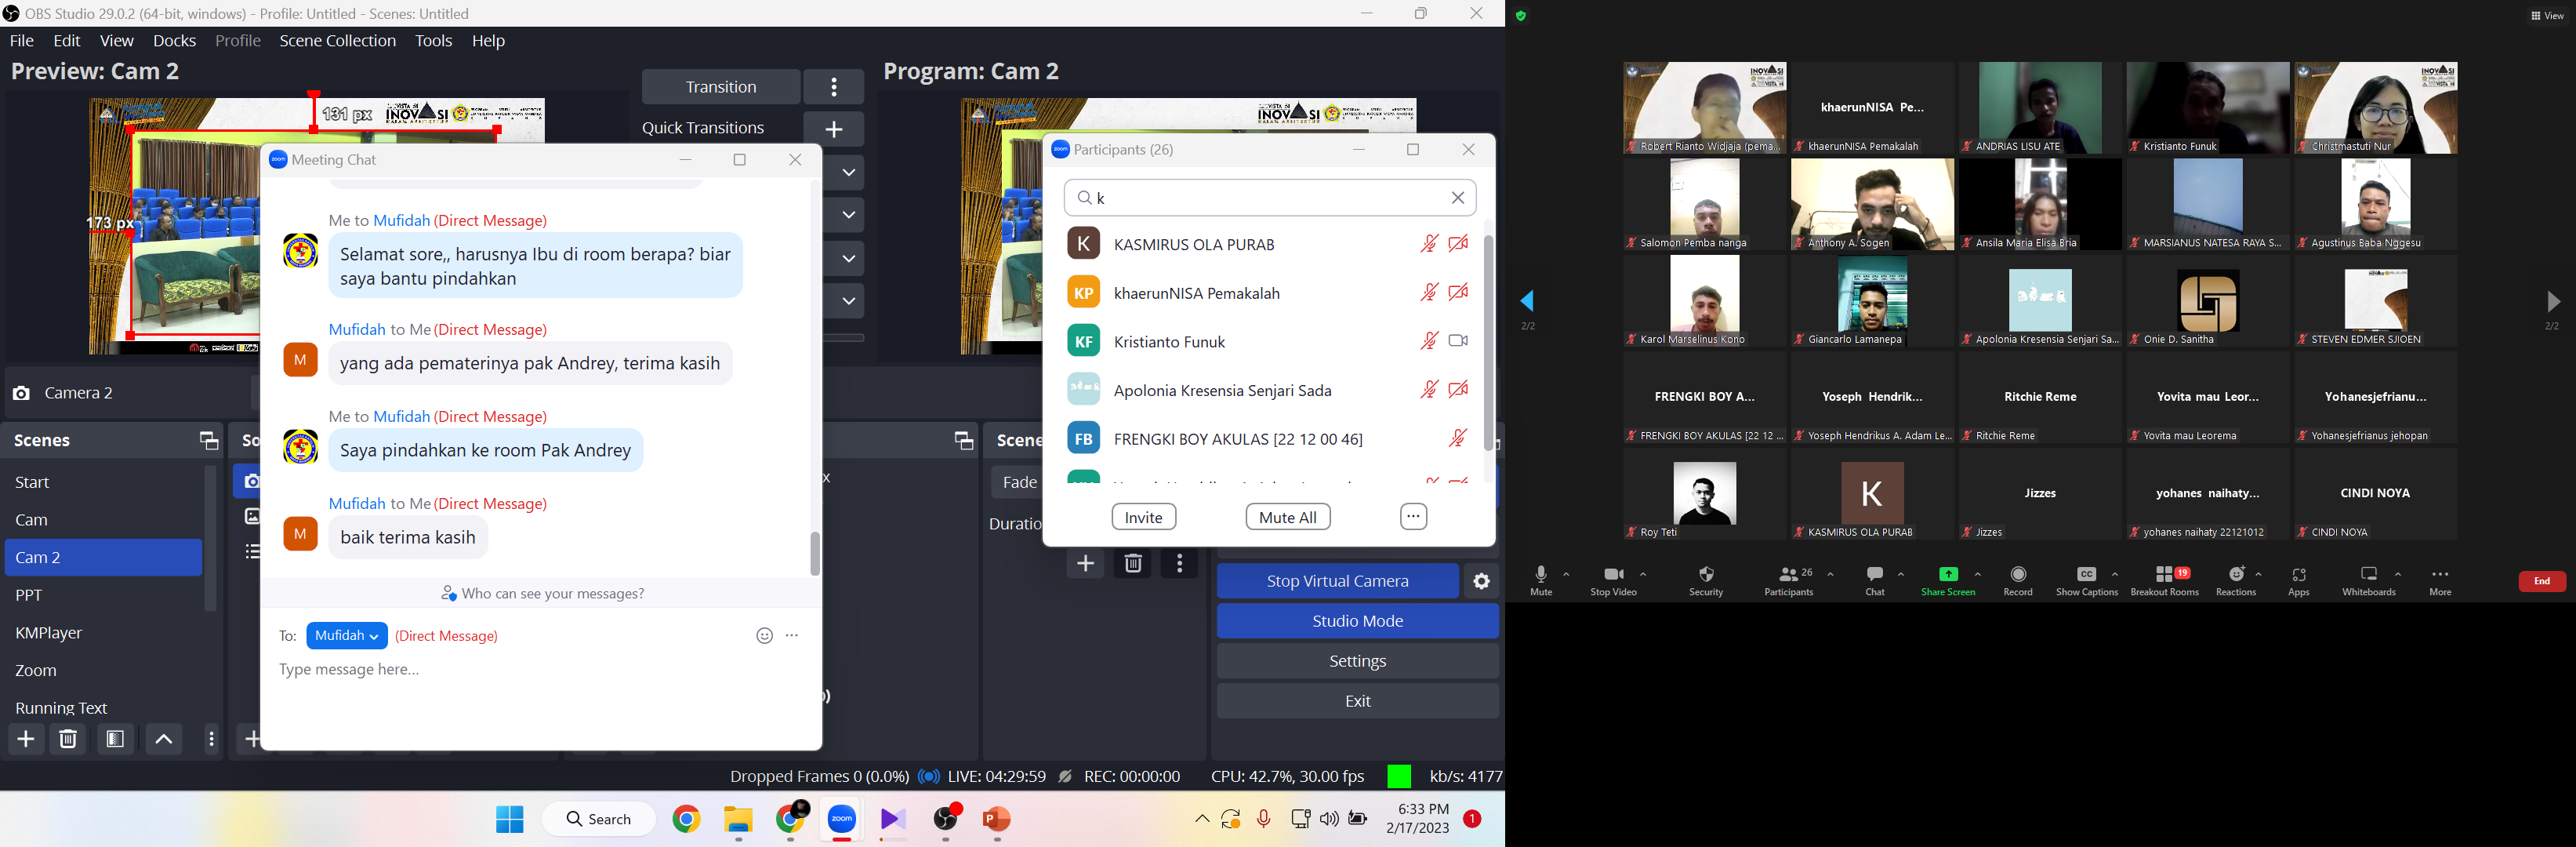 OBS Studio 29.0.2 (64-bit, windows) - Profile: Untitled - Scenes: Untitled
File Edit View Docks Profile Scene Collection Tools Help
Preview: Cam 2
Transition
Program: Cam 2
Quick Transitions
131 px
173 px
INOVASI
INOVASI
Camera 2
Scenes
Start
Cam
Cam 2
PPT
KMPlayer
Zoom
Running Text
So
zoom Meeting Chat
Me to Mufidah (Direct Message)
Selamat sore,, harusnya Ibu di room berapa? biar
saya bantu pindahkan
Mufidah to Me (Direct Message)
M
yang ada pematerinya pak Andrey, terima kasih
Me to Mufidah (Direct Message)
Saya pindahkan ke room Pak Andrey
Mufidah to Me (Direct Message)
M
baik terima kasih
Who can see your messages?
To: Mufidah (Direct Message)
Type message here...
zoom Participants (26)
k
K KASMIRUS OLA PURAB
KP khaerunNISA Pemakalah
KF Kristianto Funuk
Apolonia Kresensia Senjari Sada
FB FRENGKI BOY AKULAS [22 12 00 46]
Invite Mute All ...
Scene
Fade
Duratio
Stop Virtual Camera
Studio Mode
Settings
Exit
Dropped Frames 0 (0.0%) LIVE: 04:29:59 REC: 00:00:00 CPU: 42.7%, 30.00 fps kb/s: 4177
Search
zoom
P
6:33 PM
2/17/2023
1
View
khaerunNISA Pe...
INOVASI
INOVASI
Robert Rianto Widjaja (pema...
khaerunNISA Pemakalah
ANDRIAS LISU ATE
Kristianto Funuk
Christmastuti Nur
Salomon Pemba nanga
Anthony A. Sogen
Ansila Maria Elisa Bria
MARSIANUS NATESA RAYA S...
Agustinus Baba Nggesu
2/2
2/2
Karol Marselinus Kono
Giancarlo Lamanepa
Apolonia Kresensia Senjari Sa...
Onie D. Sanitha
STEVEN EDMER SJIOEN
FRENGKI BOY A...
Yoseph Hendrik...
Ritchie Reme
Yovita mau Leor...
Yohanesjefrianu...
FRENGKI BOY AKULAS [22 12 ...
Yoseph Hendrikus A. Adam Le...
Ritchie Reme
Yovita mau Leorema
Yohanesjefrianus jehopan
K
Jizzes
yohanes naihaty...
CINDI NOYA
Roy Teti
KASMIRUS OLA PURAB
Jizzes
yohanes naihaty 22121012
CINDI NOYA
26
CC
19
Mute
Stop Video
Security
Participants
Chat
Share Screen
Record
Show Captions
Breakout Rooms
Reactions
Apps
Whiteboards
More
End